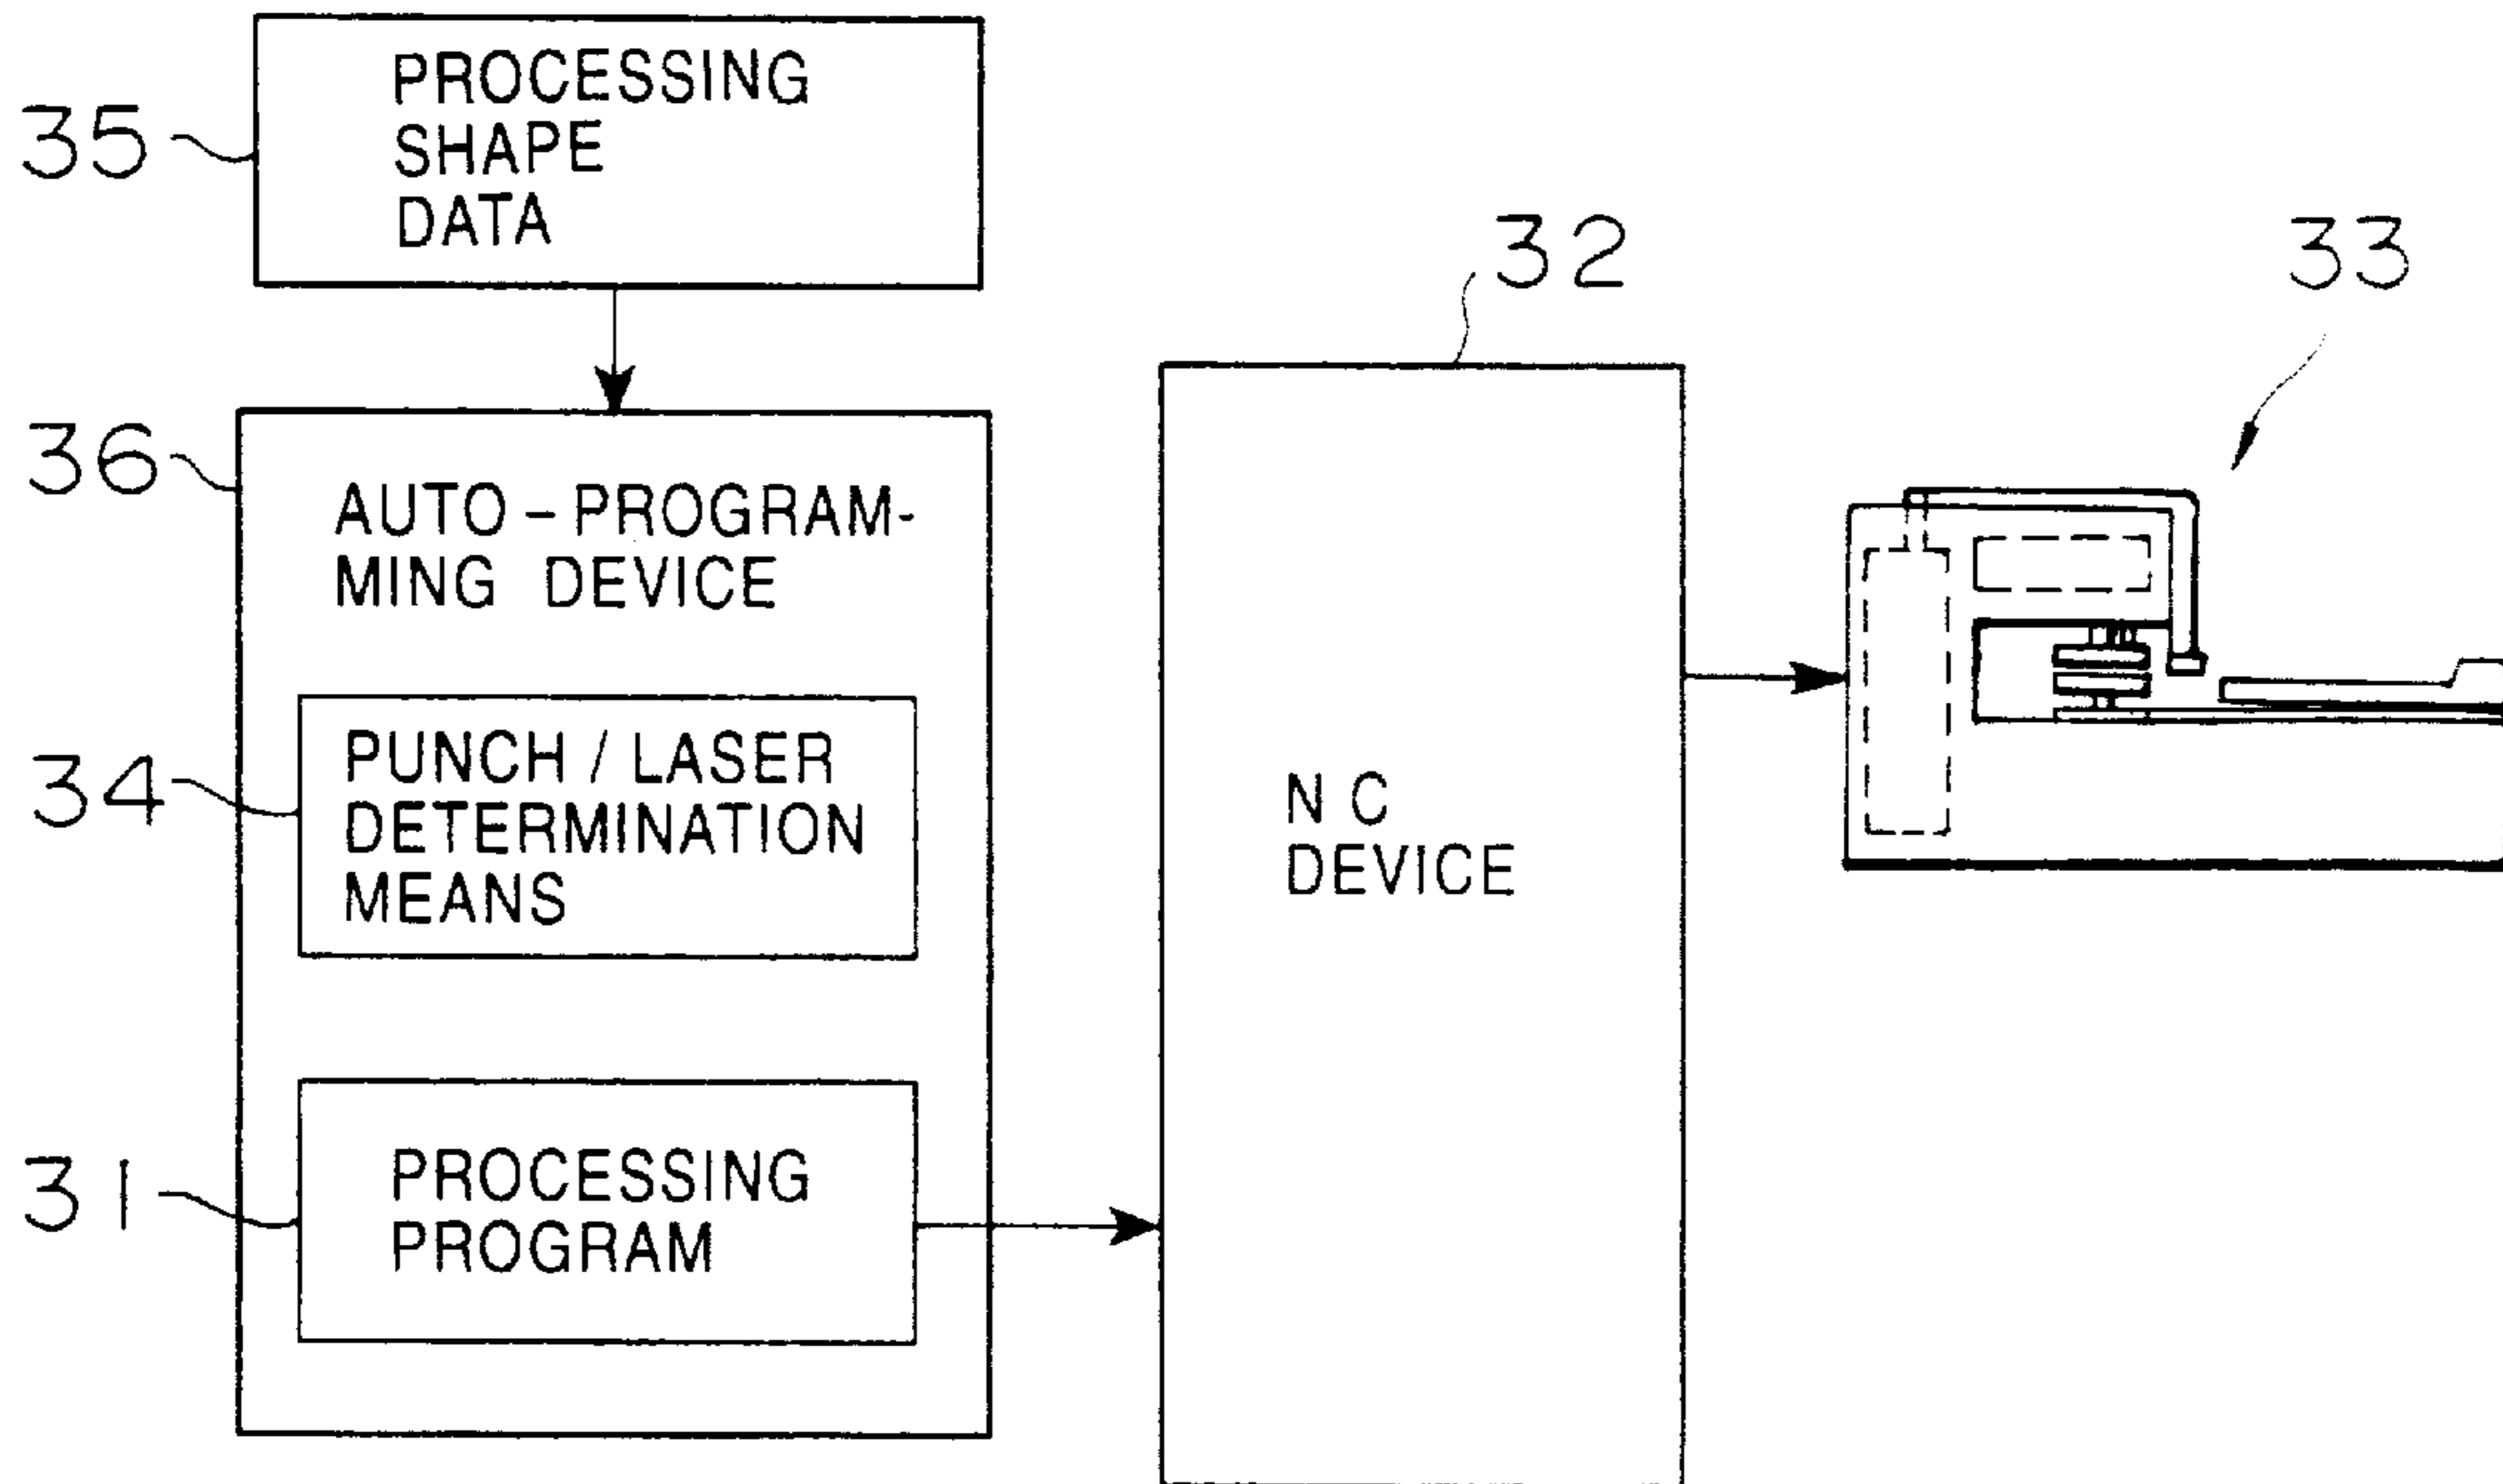 35
PROCESSING
SHAPE
DATA
32
33
36
AUTO-PROGRAM-
MING DEVICE
34
PUNCH / LASER
DETERMINATION
MEANS
NC
DEVICE
31
PROCESSING
PROGRAM